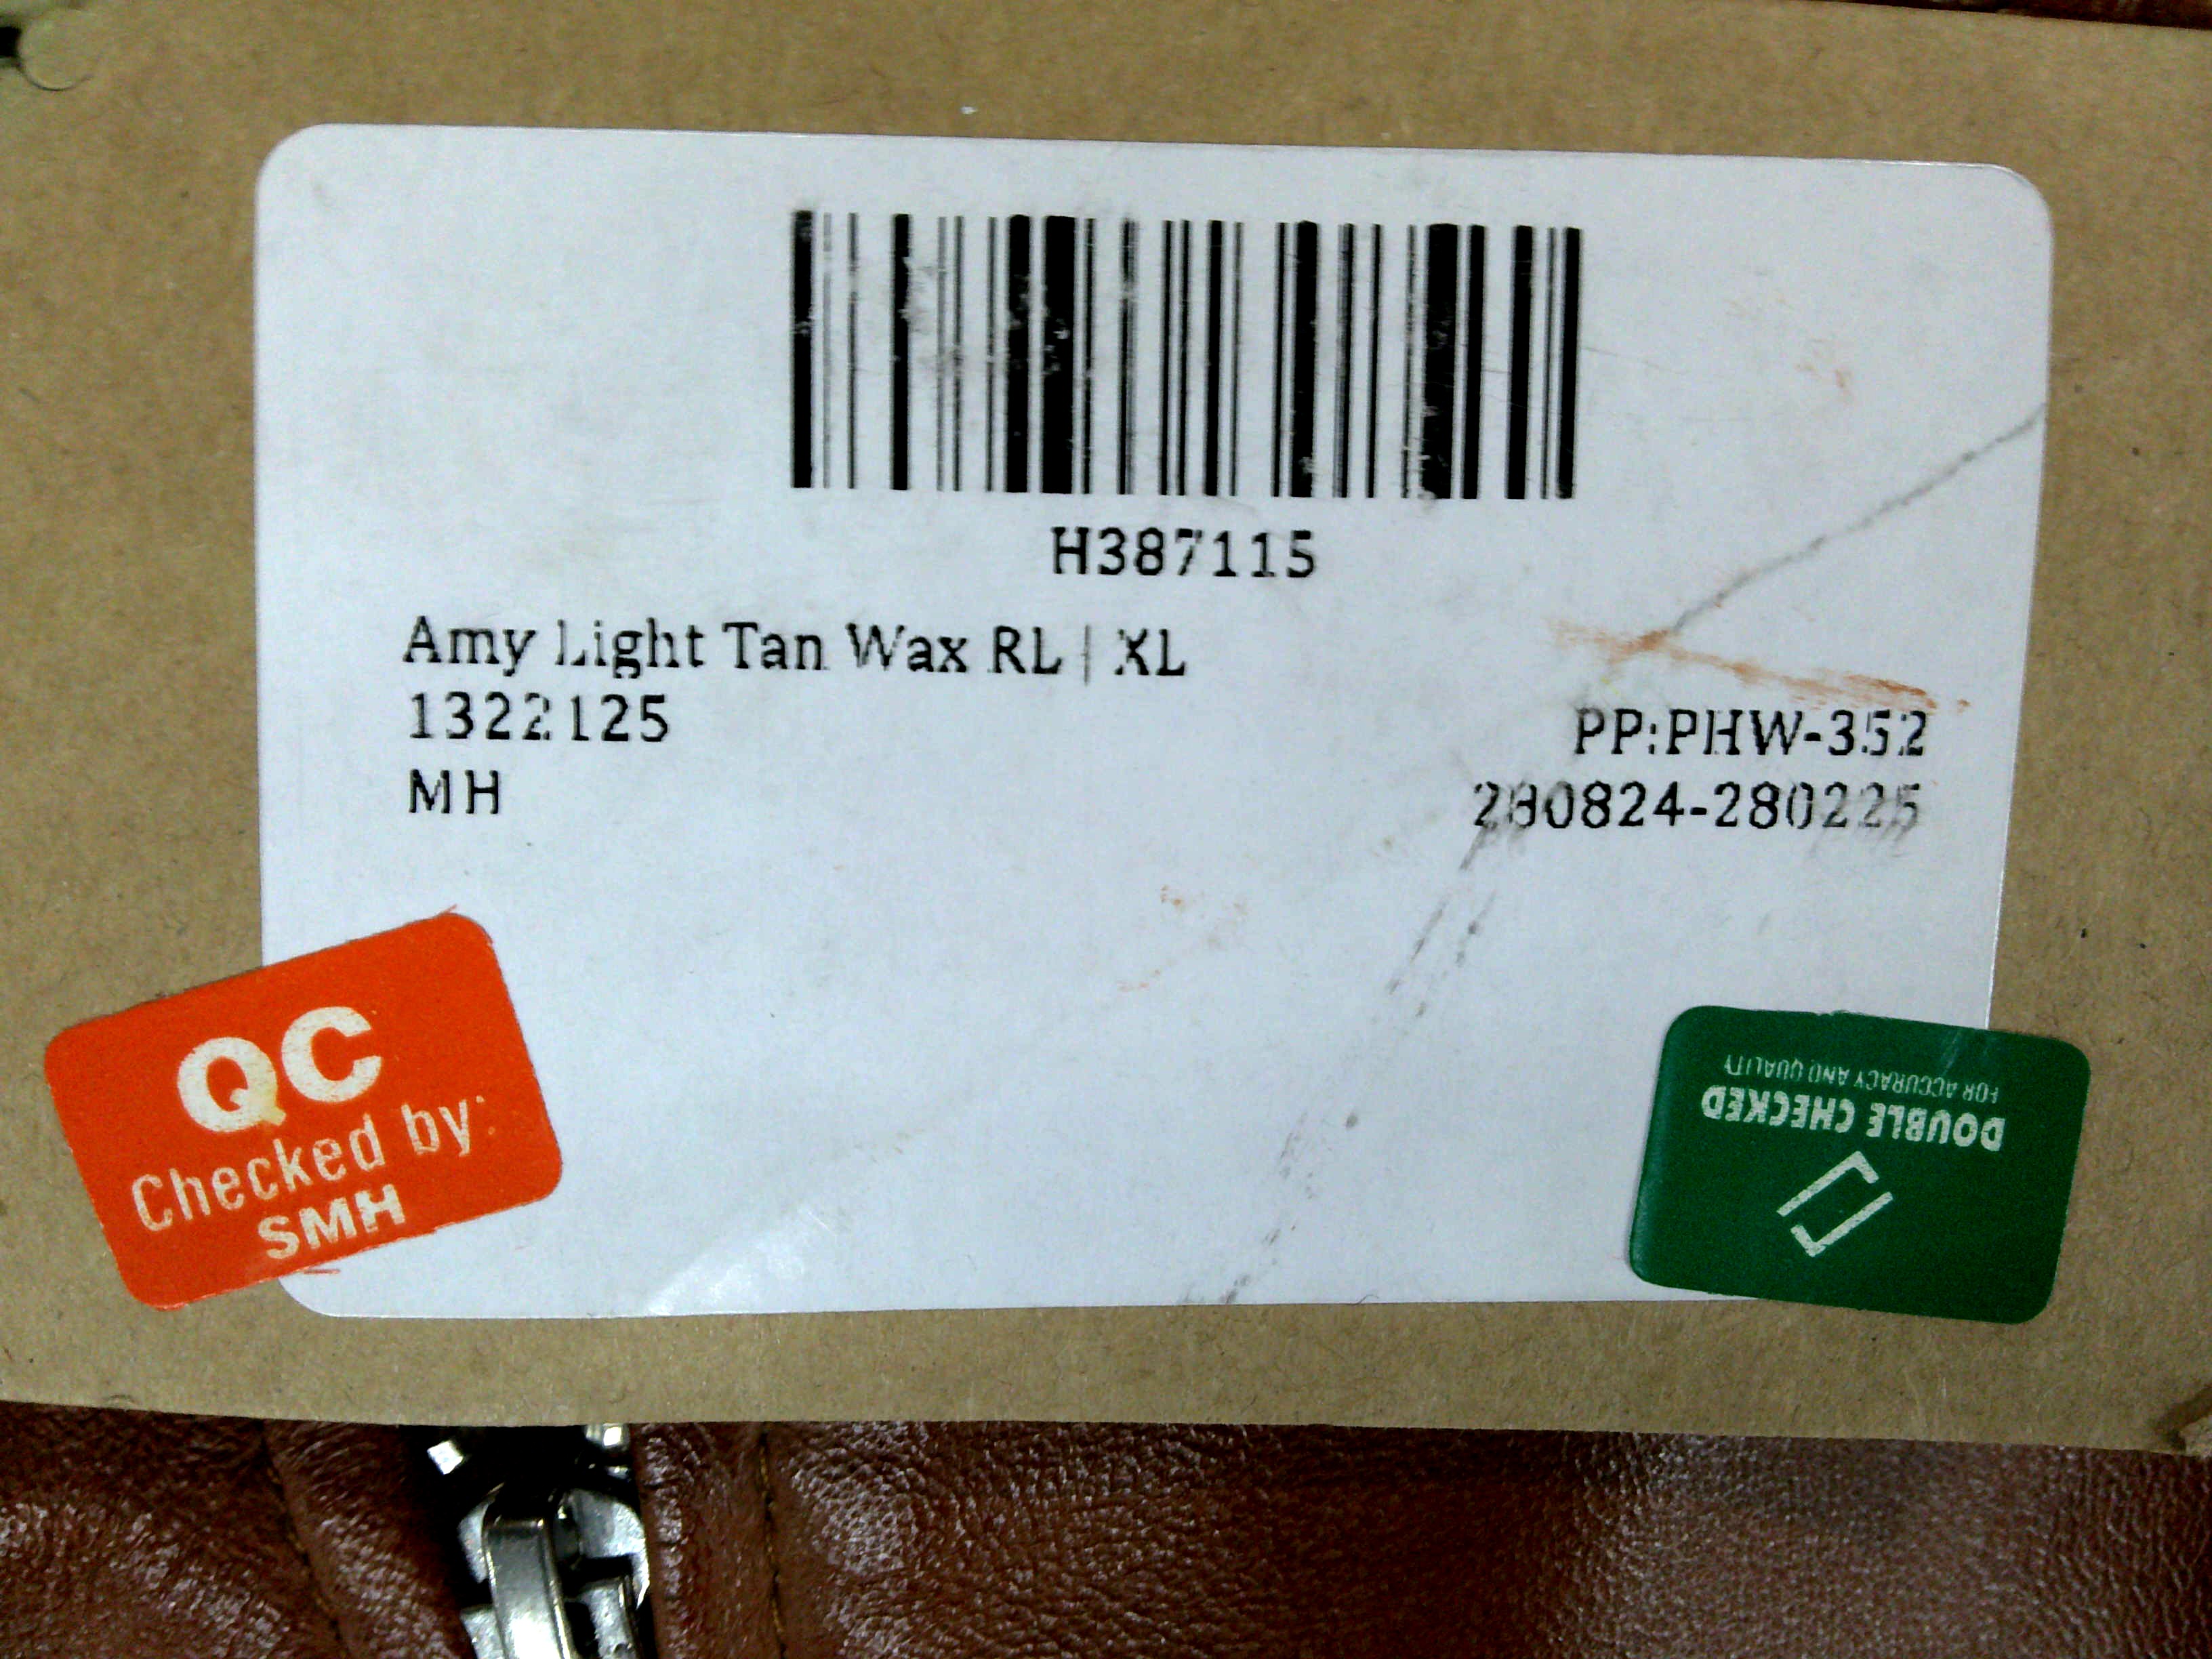 H387115
Amy Light Tan Wax RL | XL
1322125
PP:PHW-352
MH
280824-280225
QC
Checked by:
SMH
DOUBLE CHECKED
FOR ACCURACY AND QUALITY